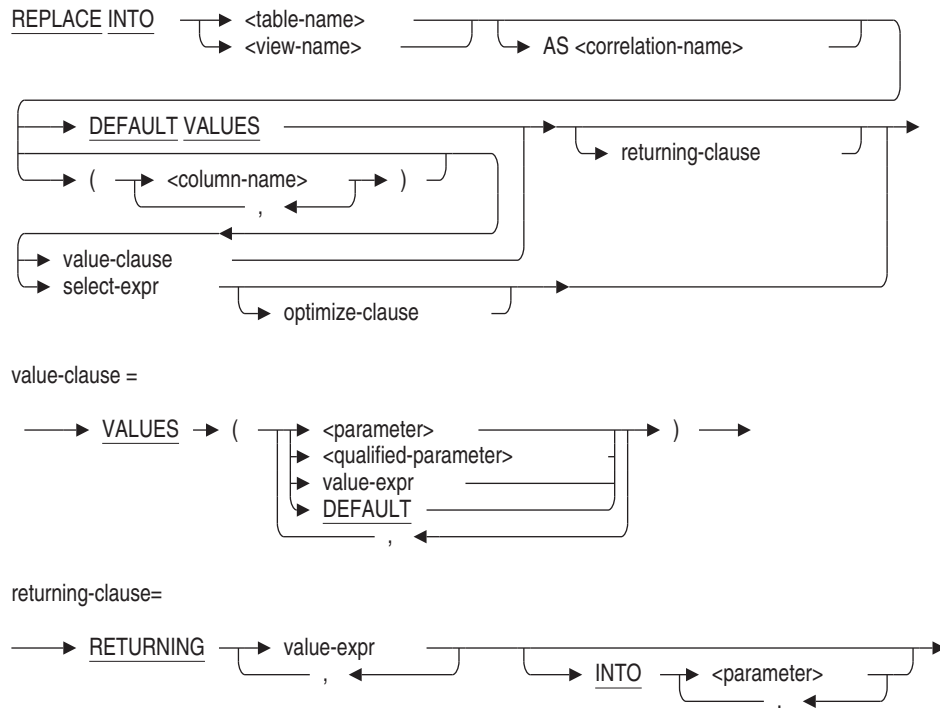 REPLACE INTO <table-name>
<view-name> AS <correlation-name>
DEFAULT VALUES
returning-clause
( <column-name> )
,
value-clause
select-expr
optimize-clause
value-clause =
VALUES ( <parameter> )
<qualified-parameter>
value-expr
DEFAULT
,
returning-clause=
RETURNING value-expr
, INTO <parameter>
,